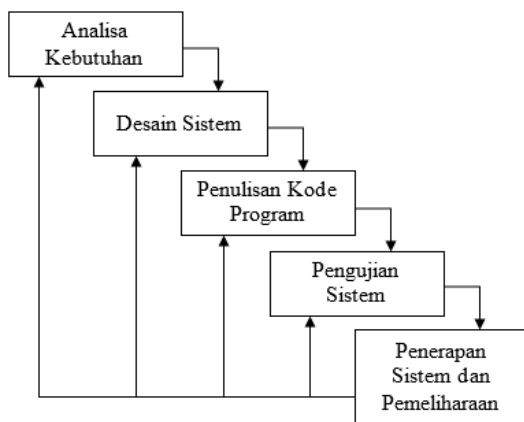 Analisa
Kebutuhan
Desain Sistem
Penulisan Kode
Program
Pengujian
Sistem
Penerapan
Sistem dan
Pemeliharaan